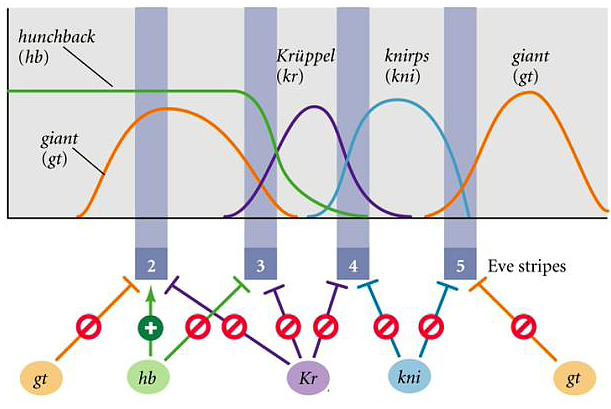 hunchback
(hb)
Krüppel
(kr)
knirps
(kni)
giant
(gt)
giant
(gt)
2
3
4
5
Eve stripes
+
gt
hb
Kr
kni
gt